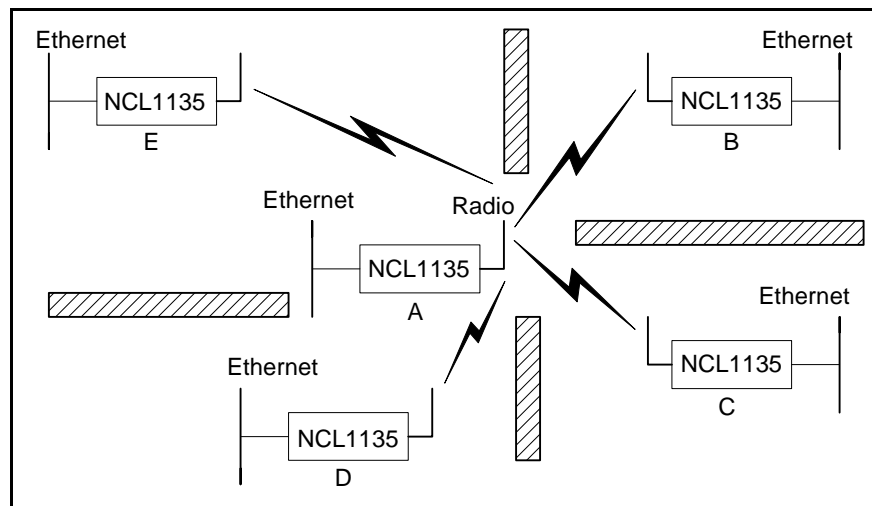 Ethernet
NCL1135
E
Ethernet
NCL1135
B
Ethernet
Radio
NCL1135
A
Ethernet
NCL1135
C
Ethernet
NCL1135
D